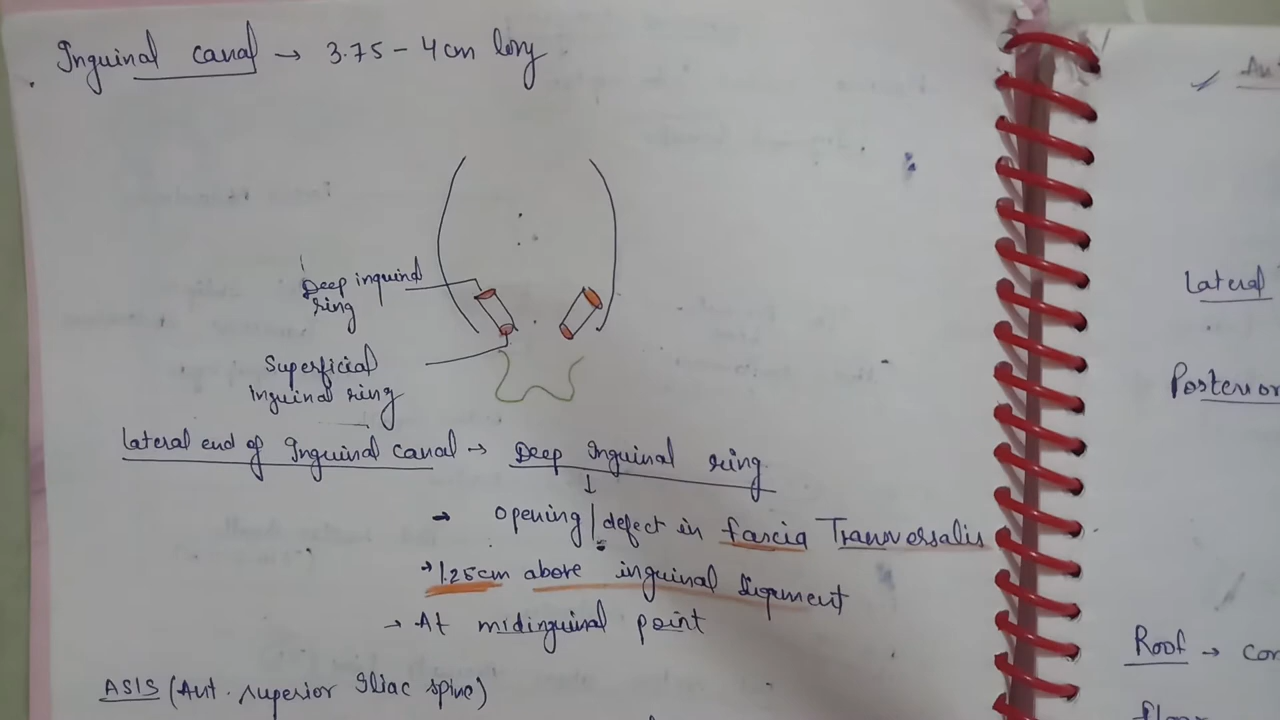 Inguinal canal → 3.75 - 4cm long
Deep inguinal
ring
Superficial
inguinal ring
Lateral end of Inguinal canal → Deep Inguinal ring
↓
→ opening/defect in fascia Transversalis
→ 1.25cm above inguinal ligament
→ At midinguinal point
ASIS (Ant. superior Iliac spine)
Lateral
Posterior
Roof →